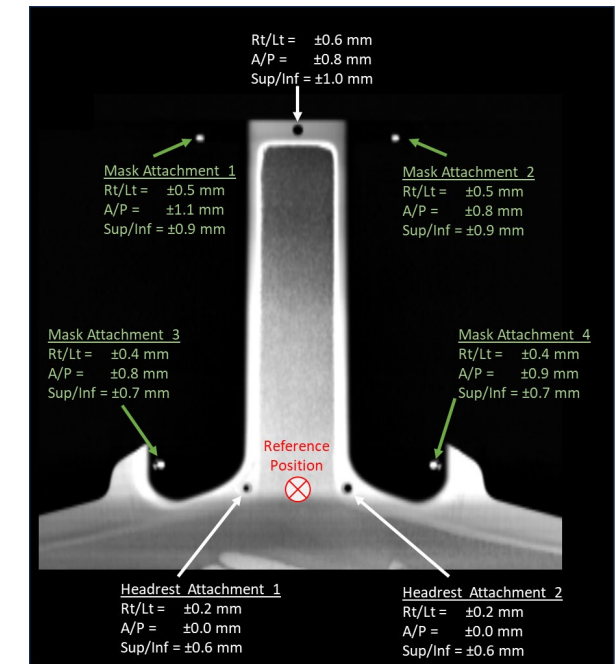 Rt/Lt = ±0.6 mm
A/P = ±0.8 mm
Sup/Inf = ±1.0 mm
Mask Attachment 1
Rt/Lt = ±0.5 mm
A/P = ±1.1 mm
Sup/Inf = ±0.9 mm
Mask Attachment 2
Rt/Lt = ±0.5 mm
A/P = ±0.8 mm
Sup/Inf = ±0.9 mm
Mask Attachment 3
Rt/Lt = ±0.4 mm
A/P = ±0.8 mm
Sup/Inf = ±0.7 mm
Mask Attachment 4
Rt/Lt = ±0.4 mm
A/P = ±0.9 mm
Sup/Inf = ±0.7 mm
Reference
Position
Headrest Attachment 1
Rt/Lt = ±0.2 mm
A/P = ±0.0 mm
Sup/Inf = ±0.6 mm
Headrest Attachment 2
Rt/Lt = ±0.2 mm
A/P = ±0.0 mm
Sup/Inf = ±0.6 mm